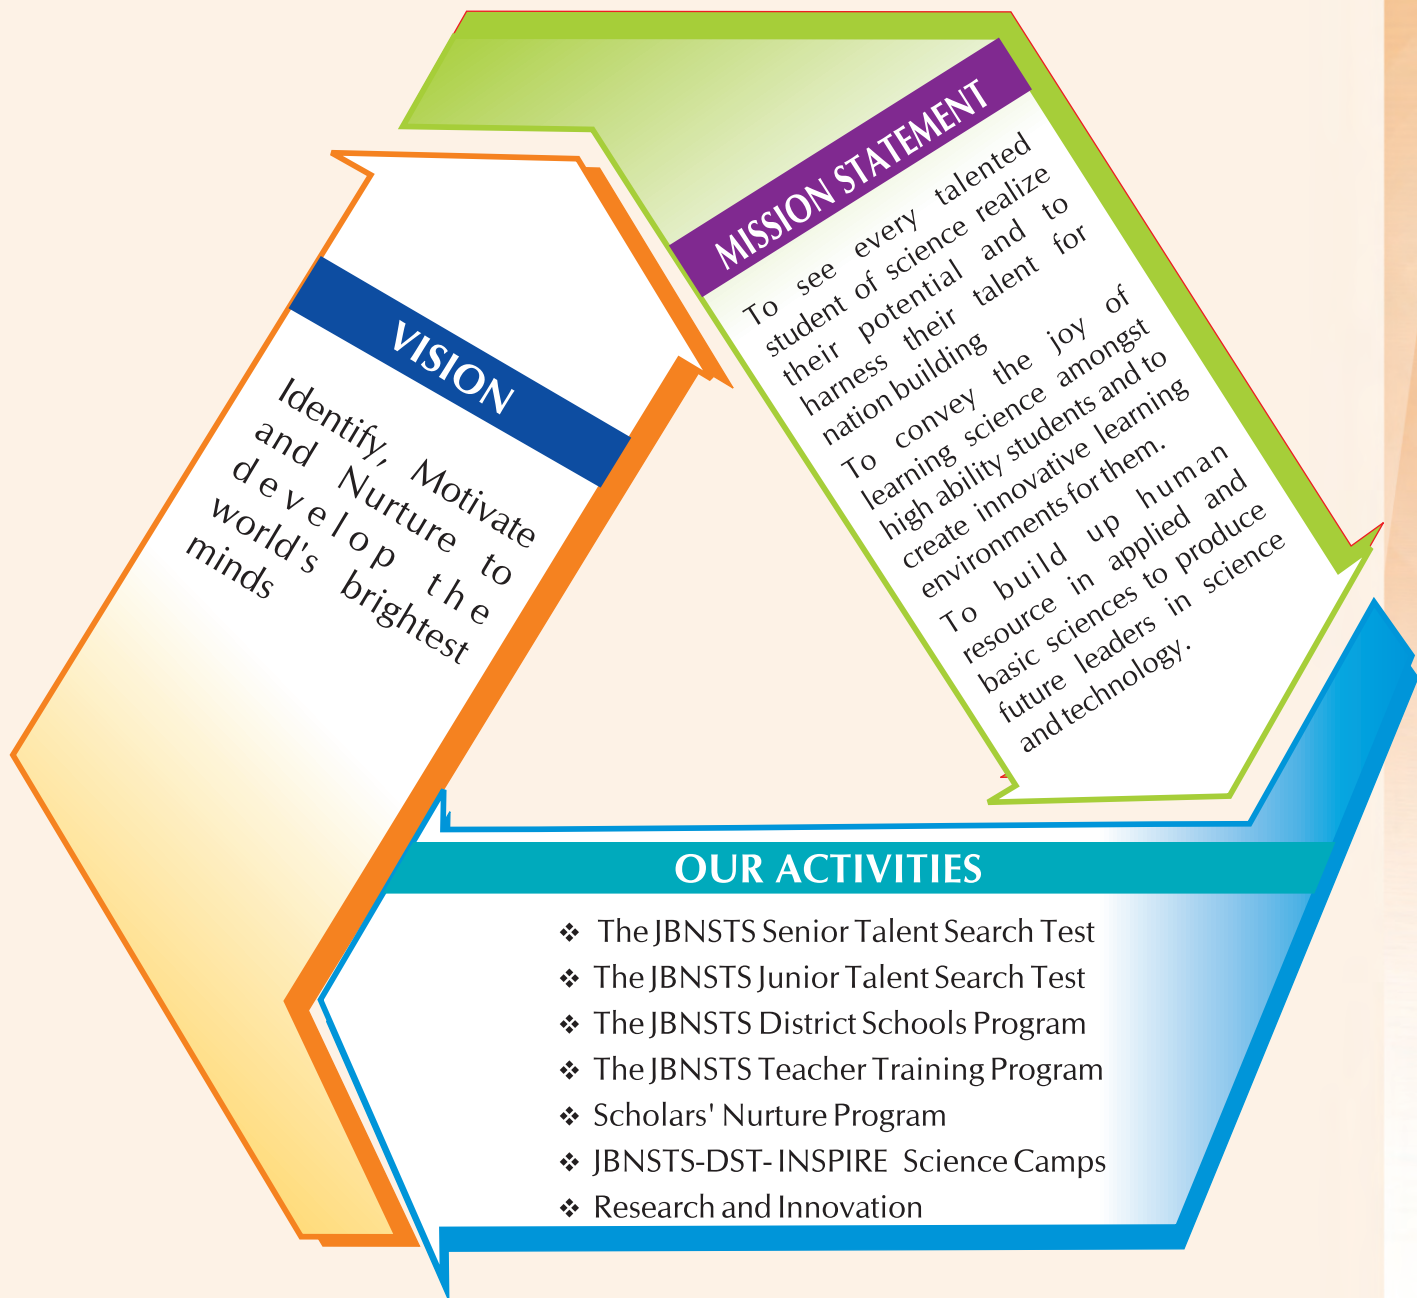 VISION
Identify, Motivate
and Nurture to
develop the
world's brightest
minds
MISSION STATEMENT
To see every talented
student of science realize
their potential and to
harness their talent for
nation building
To convey the joy of
learning science amongst
high ability students and to
create innovative learning
environments for them.
To build up human
resource in applied and
basic sciences to produce
future leaders in science
and technology.
OUR ACTIVITIES
❖ The JBNSTS Senior Talent Search Test
❖ The JBNSTS Junior Talent Search Test
❖ The JBNSTS District Schools Program
❖ The JBNSTS Teacher Training Program
❖ Scholars' Nurture Program
❖ JBNSTS-DST- INSPIRE Science Camps
❖ Research and Innovation